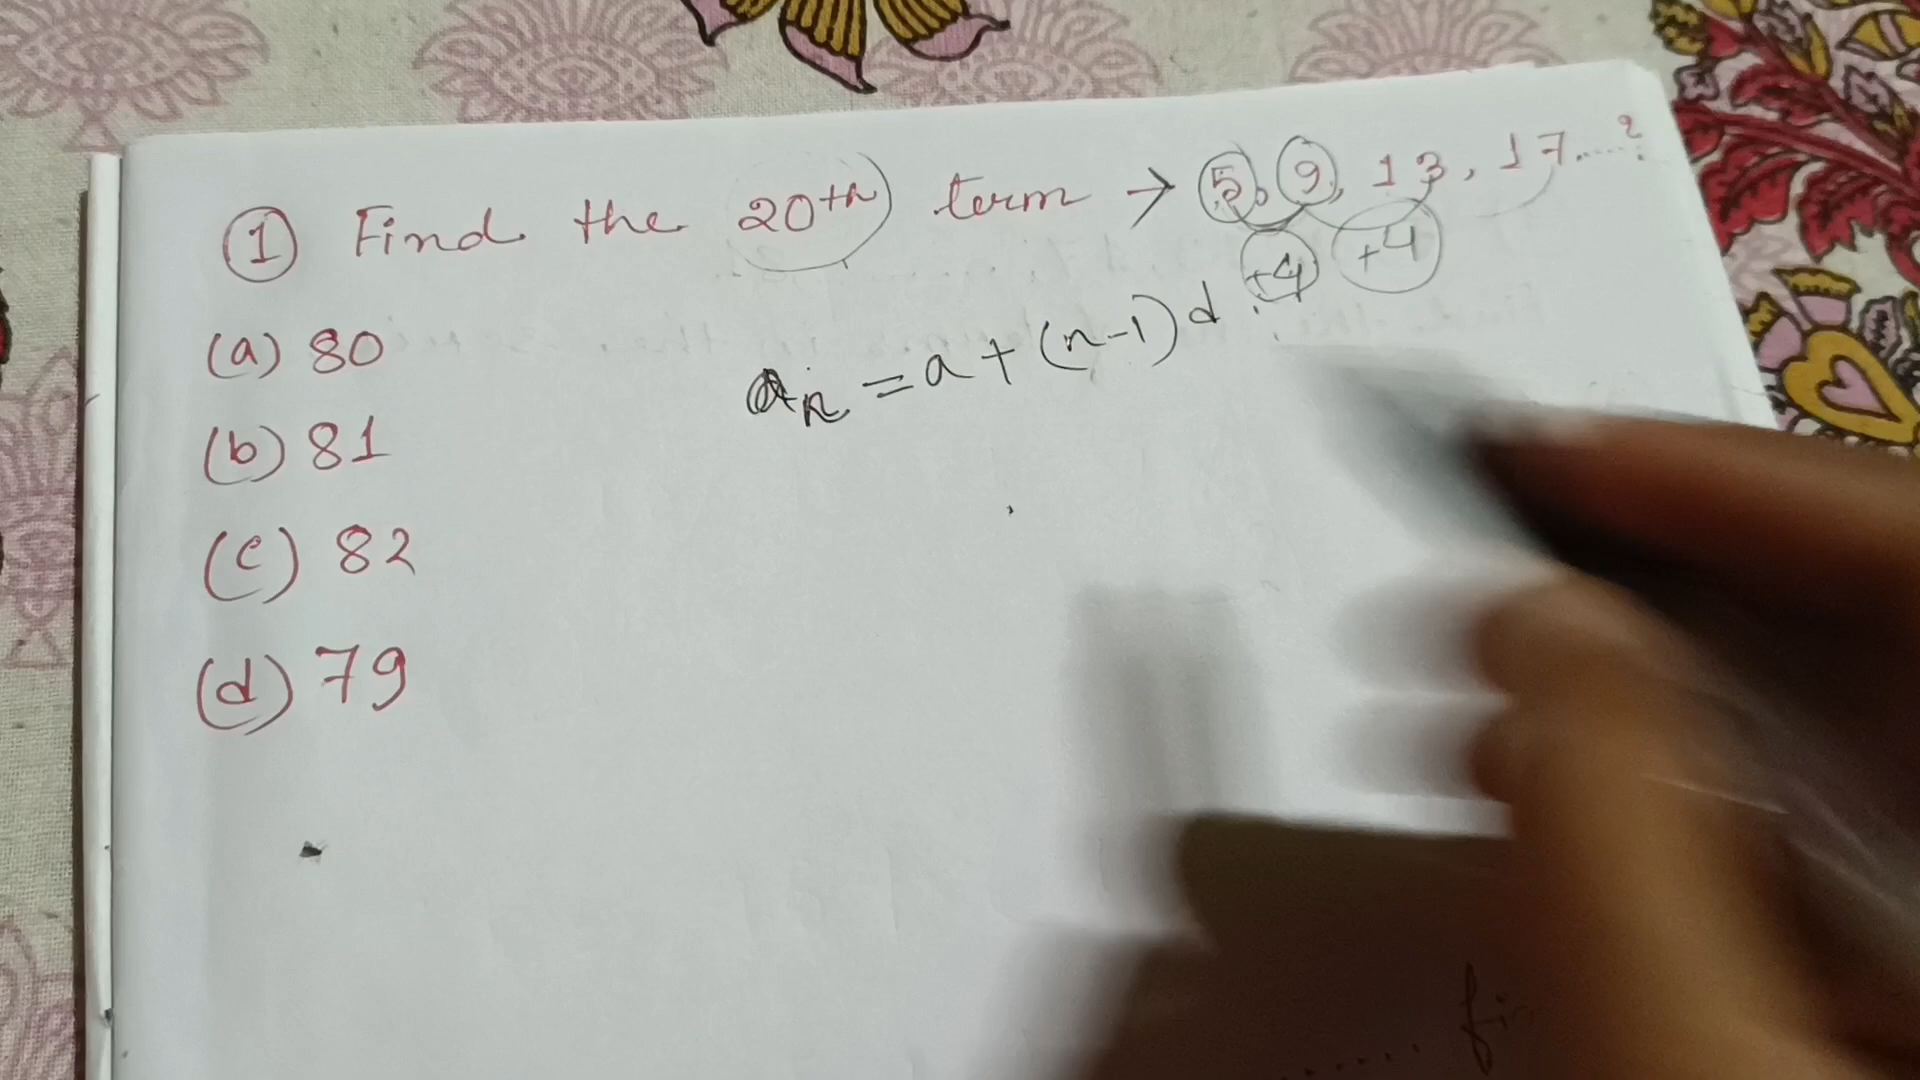 ① Find the 20th term → 5, 9, 13, 17....?
+4 +4
(a) 80
an = a + (n-1)d
(b) 81
(c) 82
(d) 79